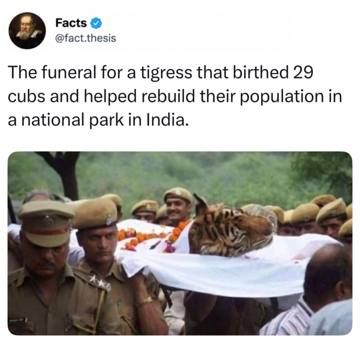 Facts
@fact.thesis
The funeral for a tigress that birthed 29
cubs and helped rebuild their population in
a national park in India.